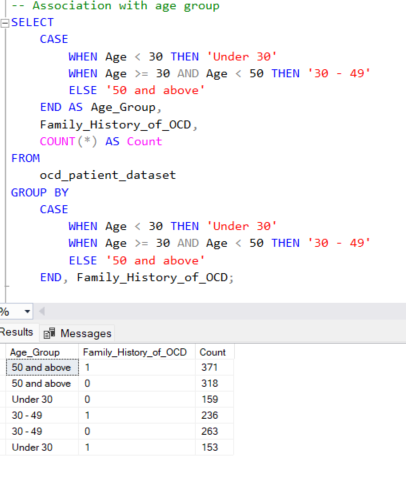 -- Association with age group
SELECT
CASE
WHEN Age < 30 THEN 'Under 30'
WHEN Age >= 30 AND Age < 50 THEN '30 - 49'
ELSE '50 and above'
END AS Age_Group,
Family_History_of_OCD,
COUNT(*) AS Count
FROM
ocd_patient_dataset
GROUP BY
CASE
WHEN Age < 30 THEN 'Under 30'
WHEN Age >= 30 AND Age < 50 THEN '30 - 49'
ELSE '50 and above'
END, Family_History_of_OCD;
%
Results Messages
Age_Group Family_History_of_OCD Count
50 and above 1 371
50 and above 0 318
Under 30 0 159
30 - 49 1 236
30 - 49 0 263
Under 30 1 153